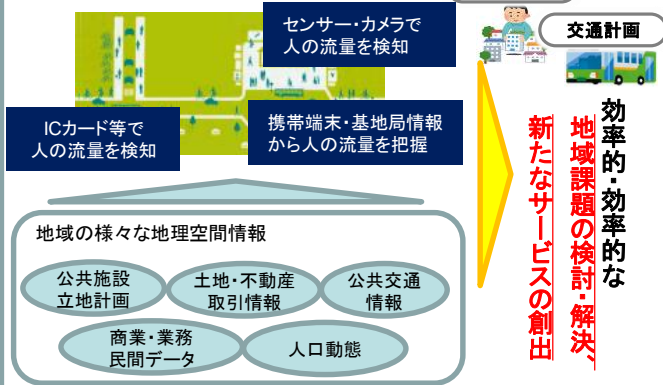 センサー・カメラで
人の流量を検知
交通計画
ICカード等で
人の流量を検知
携帯端末・基地局情報
から人の流量を把握
効率的・効率的な
地域課題の検討・解決、
新たなサービスの創出
地域の様々な地理空間情報
公共施設
立地計画
土地・不動産
取引情報
公共交通
情報
商業・業務
民間データ
人口動態